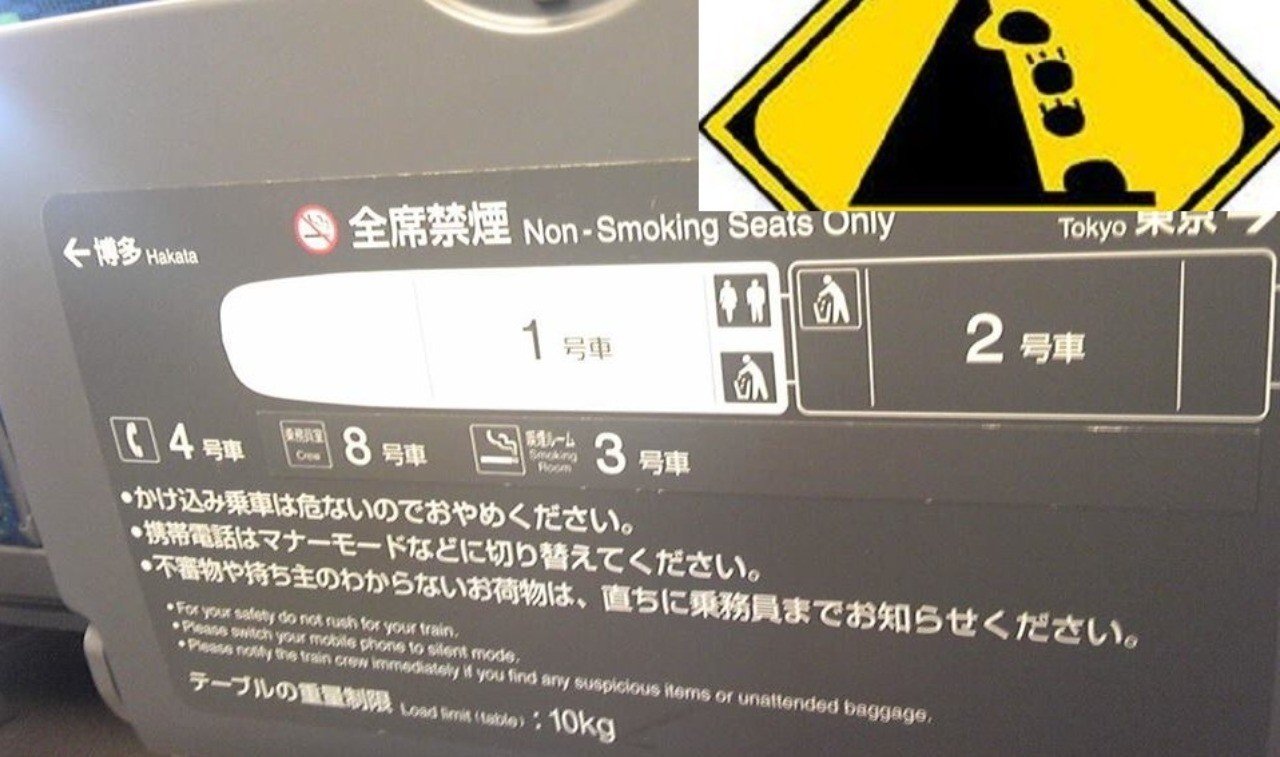 全席禁煙 Non-Smoking Seats Only
←博多 Hakata
Tokyo 東京→
1 号車
2 号車
4 号車 乗務員室 Crew 8 号車 喫煙ルーム Smoking Room 3 号車
•かけ込み乗車は危ないのでおやめください。
•携帯電話はマナーモードなどに切り替えてください。
•不審物や持ち主のわからないお荷物は、直ちに乗務員までお知らせください。
•For your safety do not rush for your train.
•Please switch your mobile phone to silent mode.
•Please notify the train crew immediately if you find any suspicious items or unattended baggage.
テーブルの重量制限 Load limit (table) : 10kg